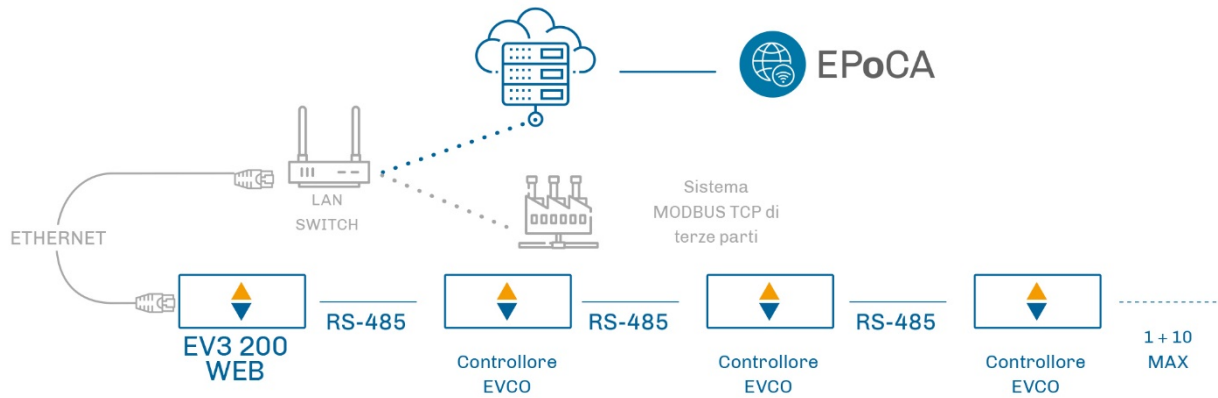 EPoCA
LAN
SWITCH
Sistema
MODBUS TCP di
terze parti
ETHERNET
EV3 200
WEB
RS-485
Controllore
EVCO
RS-485
Controllore
EVCO
RS-485
Controllore
EVCO
1 + 10
MAX